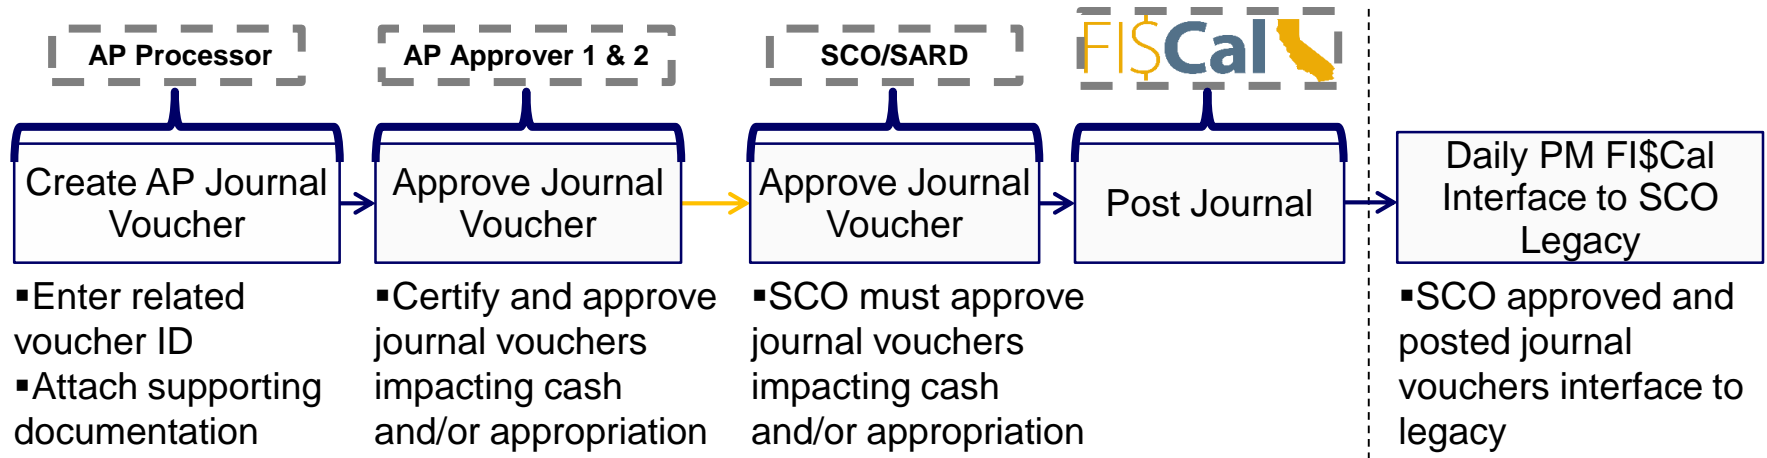 AP Processor
AP Approver 1 & 2
SCO/SARD
FI$Cal
Create AP Journal
Voucher
Approve Journal
Voucher
Approve Journal
Voucher
Post Journal
Daily PM FI$Cal
Interface to SCO
Legacy
▪Enter related
voucher ID
▪Attach supporting
documentation
▪Certify and approve
journal vouchers
impacting cash
and/or appropriation
▪SCO must approve
journal vouchers
impacting cash
and/or appropriation
▪SCO approved and
posted journal
vouchers interface to
legacy